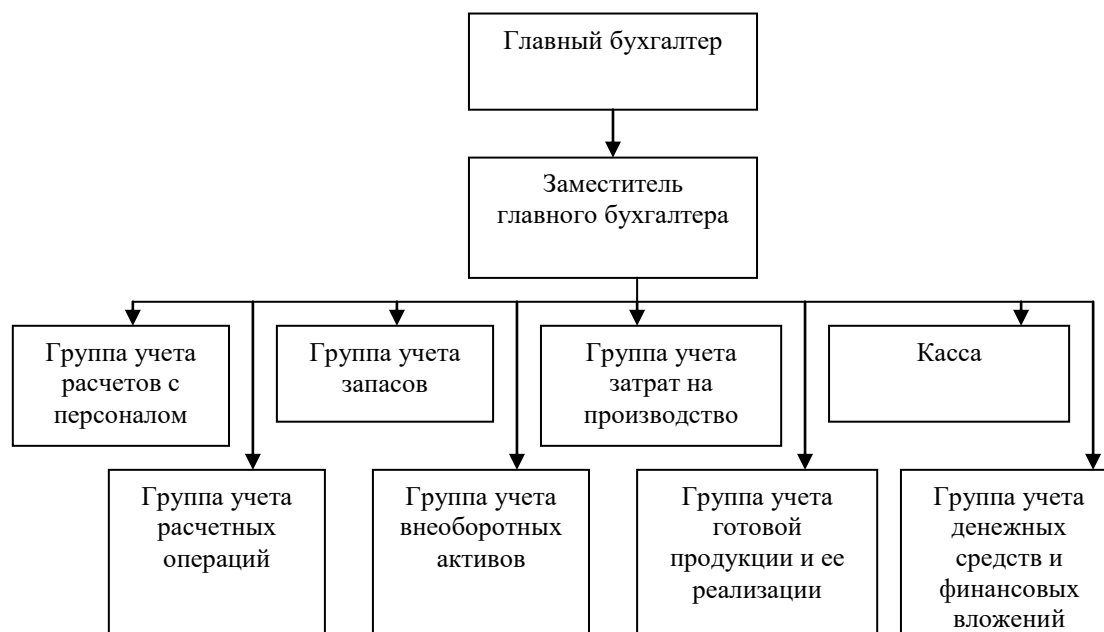 Главный бухгалтер
Заместитель
главного бухгалтера
Группа учета
расчетов с
персоналом
Группа учета
запасов
Группа учета
затрат на
производство
Касса
Группа учета
расчетных
операций
Группа учета
внеоборотных
активов
Группа учета
готовой
продукции и ее
реализации
Группа учета
денежных
средств и
финансовых
вложений